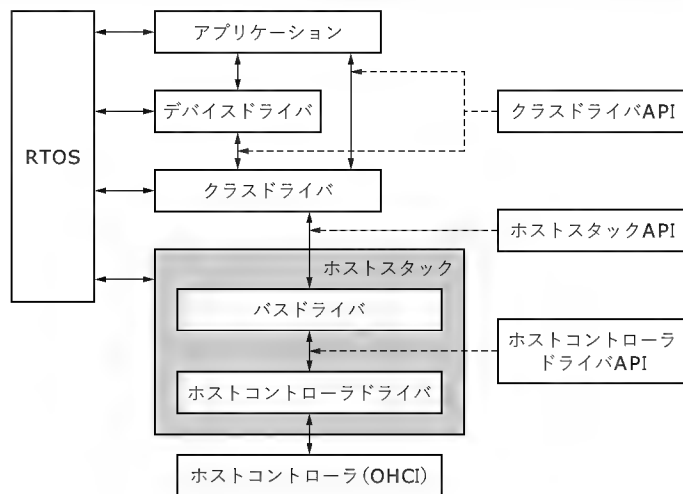 アプリケーション
デバイスドライバ
クラスドライバAPI
RTOS
クラスドライバ
ホストスタックAPI
ホストスタック
バスドライバ
ホストコントローラ
ドライバAPI
ホストコントローラドライバ
ホストコントローラ(OHCI)